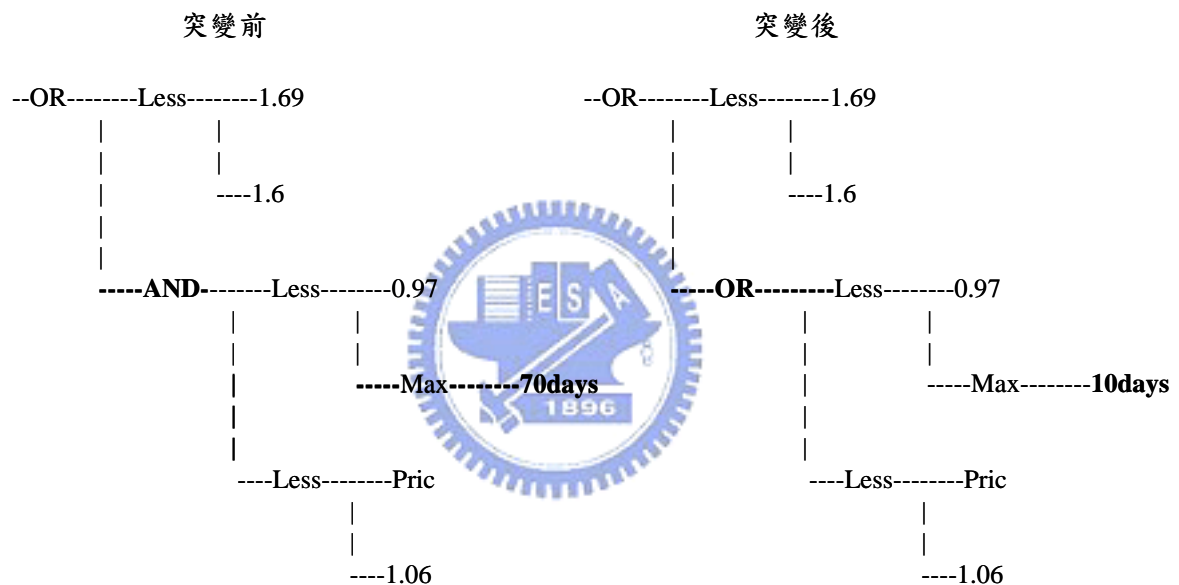 突變前 突變後
--OR--------Less--------1.69 --OR--------Less--------1.69
| | | |
| | | |
| ----1.6 | ----1.6
| |
| |
-----AND--------Less--------0.97 -----OR---------Less--------0.97
| | | |
| | | |
| -----Max--------70days | -----Max--------10days
| |
| |
----Less--------Pric ----Less--------Pric
| |
| |
----1.06 ----1.06
E S A
1896